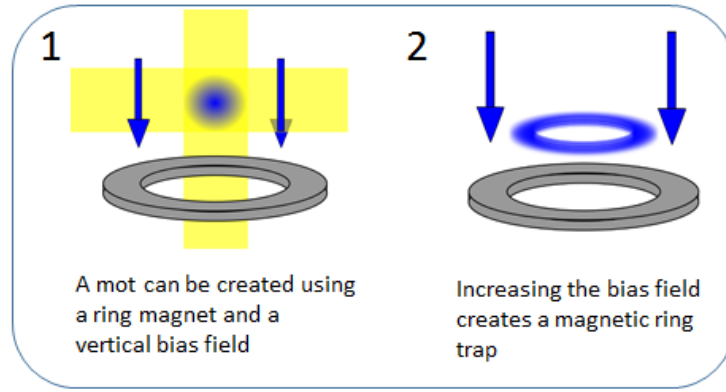 1
2
A mot can be created using
a ring magnet and a
vertical bias field
Increasing the bias field
creates a magnetic ring
trap